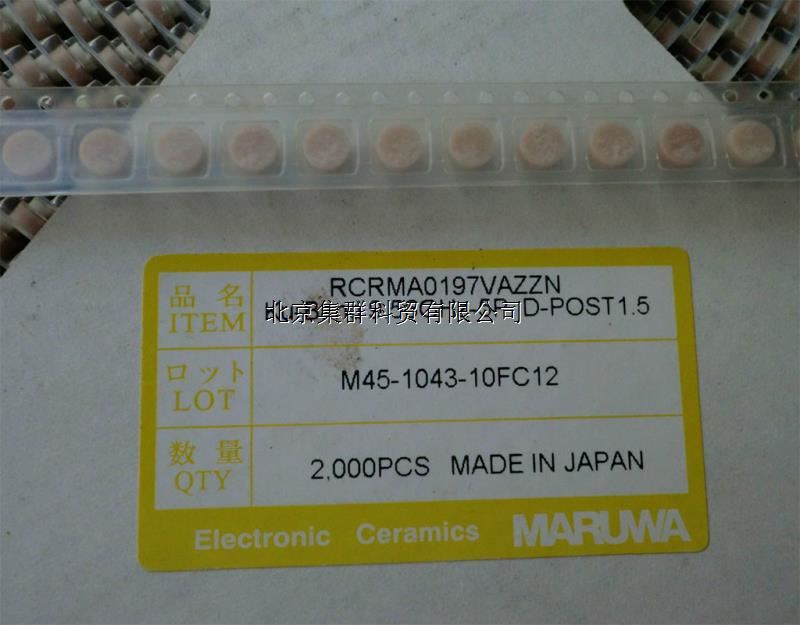 品名
ITEM
RCRMA0197VAZZN
北京集群科贸有限公司
D-POST1.5
ロット
LOT
M45-1043-10FC12
数量
QTY
2,000PCS MADE IN JAPAN
Electronic Ceramics MARUWA